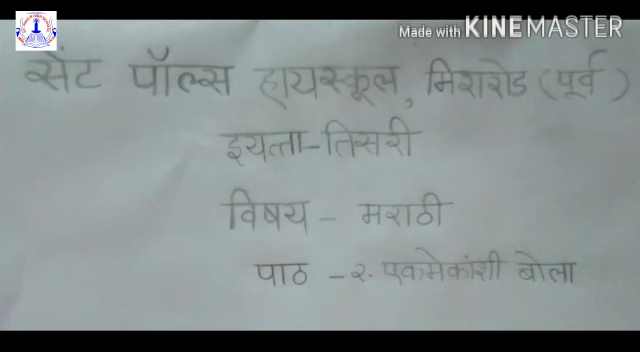 Made with KINEMASTER
सेंट पॉल्स हायस्कूल, मिरारोड (पूर्व)
इयत्ता-तिसरी
विषय - मराठी
पाठ - २. एकमेकांशी बोला